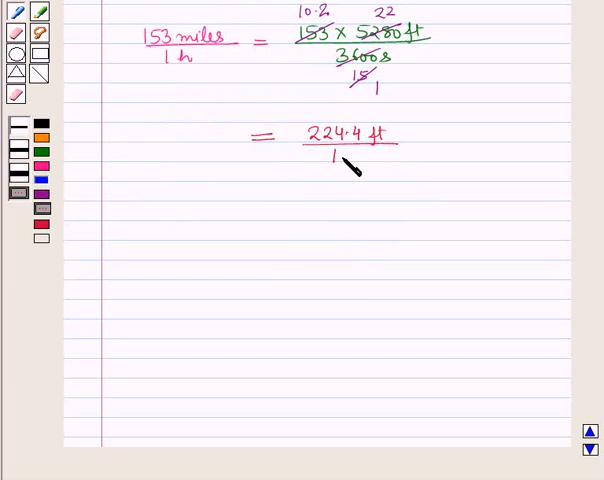 10.2 22
153 miles / 1 h = 153 x 5280 ft / 3600 s
15
1
= 224.4 ft / 1